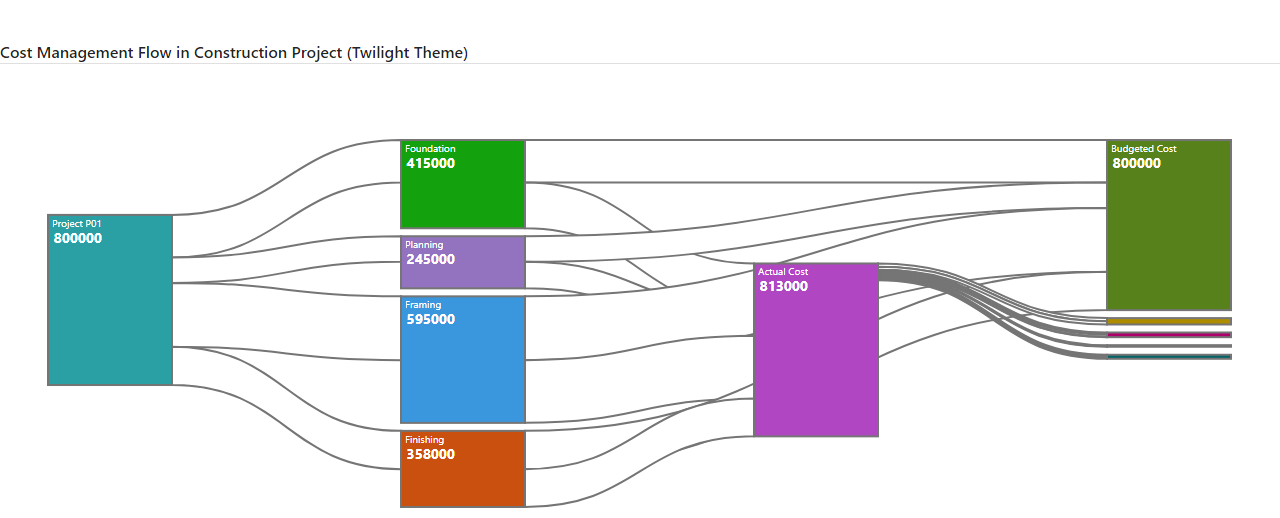 Cost Management Flow in Construction Project (Twilight Theme)
Foundation
415000
Budgeted Cost
800000
Project P01
800000
Planning
245000
Actual Cost
813000
Framing
595000
Finishing
358000